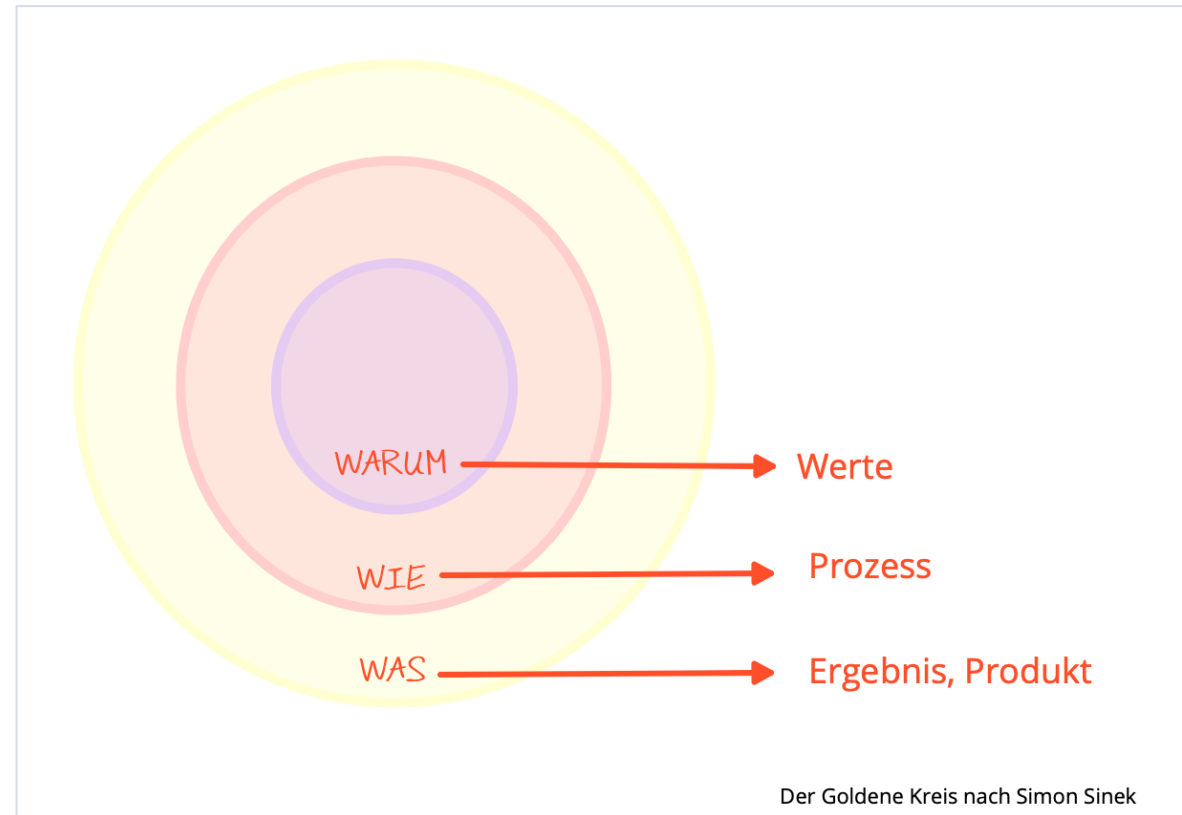 WARUM
Werte
WIE
Prozess
WAS
Ergebnis, Produkt
Der Goldene Kreis nach Simon Sinek